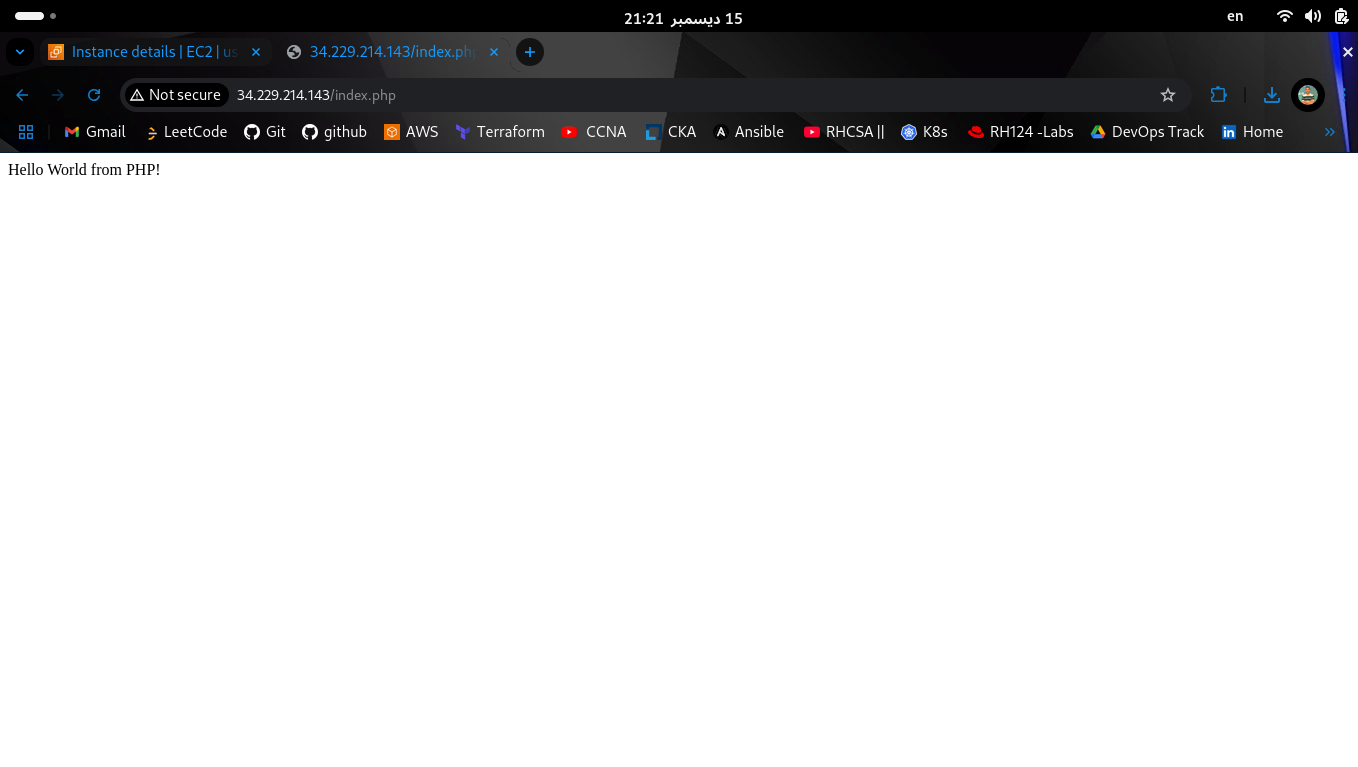 21:21 ديسمبر 15
en
Instance details | EC2 | us
34.229.214.143/index.php
Not secure
34.229.214.143/index.php
Gmail
LeetCode
Git
github
AWS
Terraform
CCNA
CKA
Ansible
RHCSA ||
K8s
RH124 -Labs
DevOps Track
Home
Hello World from PHP!